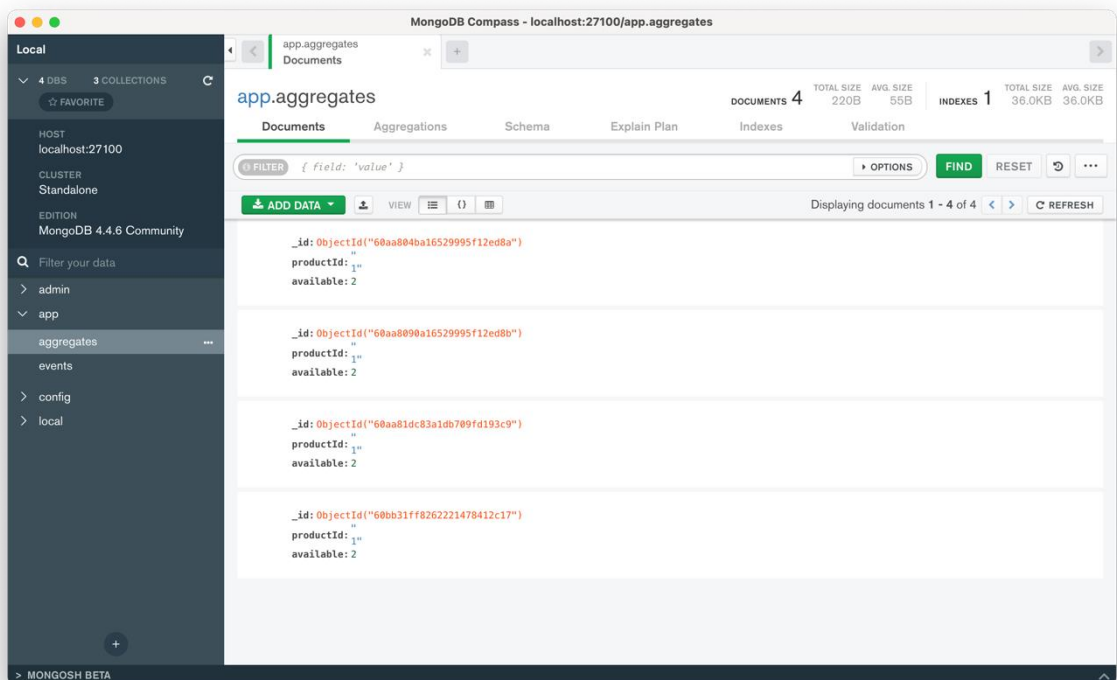 MongoDB Compass - localhost:27100/app.aggregates
Local
4 DBS 3 COLLECTIONS
☆ FAVORITE
HOST
localhost:27100
CLUSTER
Standalone
EDITION
MongoDB 4.4.6 Community
Filter your data
admin
app
aggregates ...
events
config
local
+
> MONGOSH BETA
app.aggregates
Documents
+
app.aggregates
DOCUMENTS 4 TOTAL SIZE 220B AVG. SIZE 55B INDEXES 1 TOTAL SIZE 36.0KB AVG. SIZE 36.0KB
Documents Aggregations Schema Explain Plan Indexes Validation
FILTER { field: 'value' } OPTIONS FIND RESET ...
ADD DATA VIEW {} Displaying documents 1 - 4 of 4 < > REFRESH
_id: ObjectId("60aa804ba16529995f12ed8a")
productId: "
1"
available: 2
_id: ObjectId("60aa8090a16529995f12ed8b")
productId: "
1"
available: 2
_id: ObjectId("60aa81dc83a1db709fd193c9")
productId: "
1"
available: 2
_id: ObjectId("60bb31ff8262221478412c17")
productId: "
1"
available: 2